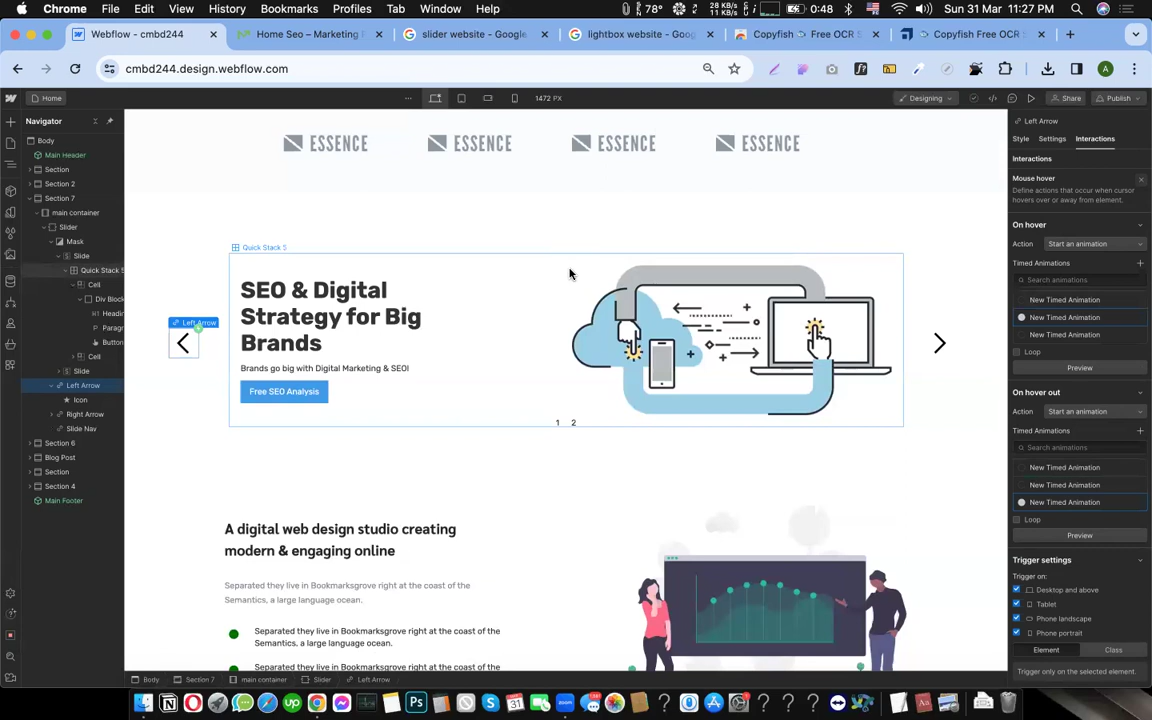 Chrome File Edit View History Bookmarks Profiles Tab Window Help
78° 28 KB/s 11 KB/s 0:48 Sun 31 Mar 11:27 PM
Webflow - cmbd244
Home Seo – Marketing F
slider website - Google
lightbox website - Goog
Copyfish Free OCR S
Copyfish Free OCR S
cmbd244.design.webflow.com
A
Home
1472 PX
Designing
Share
Publish
Navigator
Body
Main Header
Section
Section 2
Section 7
main container
Slider
Mask
Slide
Quick Stack 5
Cell
Div Block
Headin
Paragr
Button
Cell
Slide
Left Arrow
Icon
Right Arrow
Slide Nav
Section 6
Blog Post
Section
Section 4
Main Footer
ESSENCE ESSENCE ESSENCE ESSENCE
Quick Stack 5
Left Arrow
SEO & Digital
Strategy for Big
Brands
Brands go big with Digital Marketing & SEO!
Free SEO Analysis
1 2
A digital web design studio creating
modern & engaging online
Separated they live in Bookmarksgrove right at the coast of the
Semantics, a large language ocean.
Separated they live in Bookmarksgrove right at the coast of the
Semantics, a large language ocean.
Separated they live in Bookmarksgrove right at the coast of the
Body Section 7 main container Slider Left Arrow
Left Arrow
Style Settings Interactions
Interactions
Mouse hover
Define actions that occur when cursor
hovers over or away from element.
On hover
Action Start an animation
Timed Animations
Search animations
New Timed Animation
New Timed Animation
New Timed Animation
Loop
Preview
On hover out
Action Start an animation
Timed Animations
Search animations
New Timed Animation
New Timed Animation
New Timed Animation
Loop
Preview
Trigger settings
Trigger on:
Desktop and above
Tablet
Phone landscape
Phone portrait
Element Class
Trigger only on the selected element.